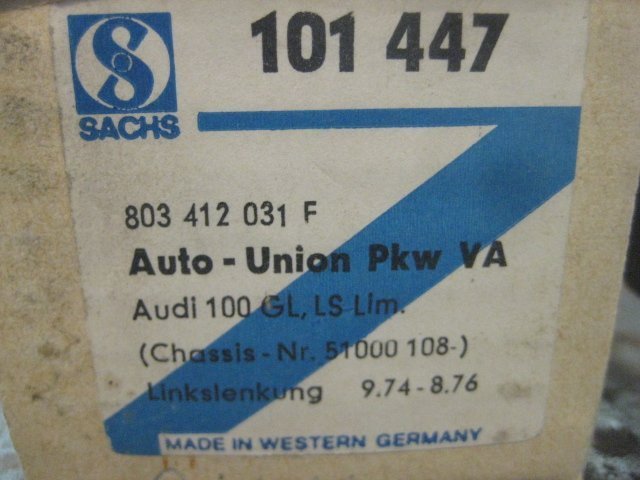 101 447
SACHS
803 412 031 F
Auto - Union Pkw VA
Audi 100 GL, LS Lim.
(Chassis - Nr. 51000 108-)
Linkslenkung 9.74 - 8.76
MADE IN WESTERN GERMANY